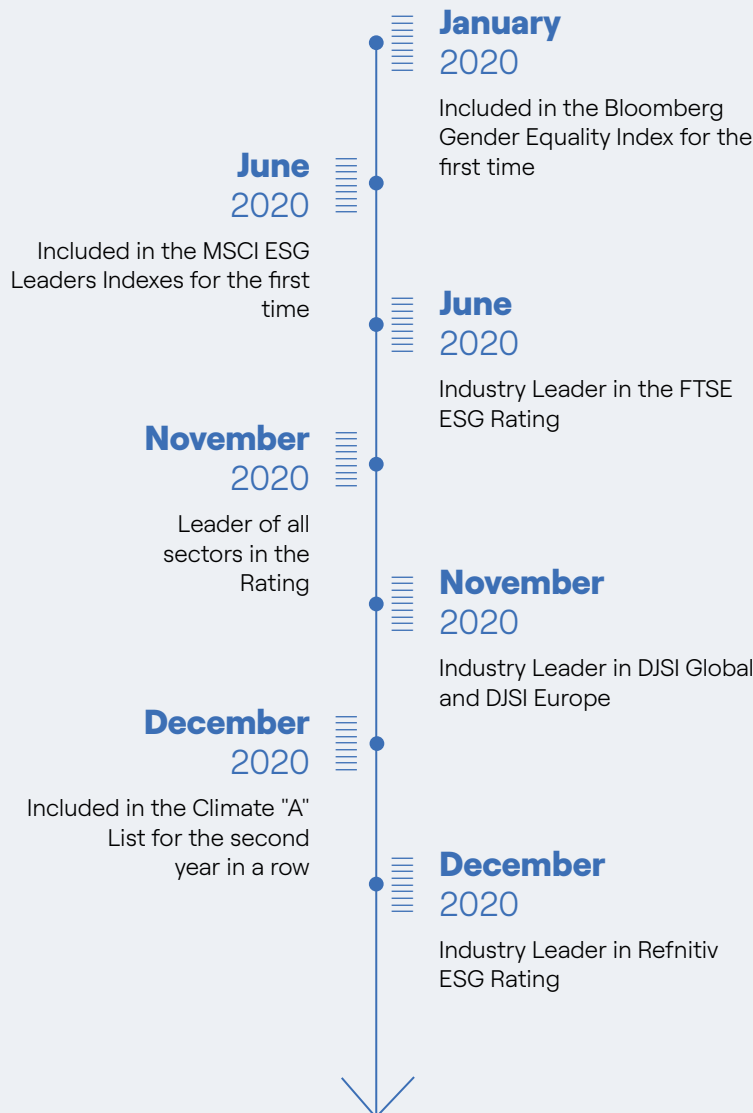 January
2020
Included in the Bloomberg
Gender Equality Index for the
first time
June
2020
Included in the MSCI ESG
Leaders Indexes for the first
time
June
2020
Industry Leader in the FTSE
ESG Rating
November
2020
Leader of all
sectors in the
Rating
November
2020
Industry Leader in DJSI Global
and DJSI Europe
December
2020
Included in the Climate "A"
List for the second
year in a row
December
2020
Industry Leader in Refnitiv
ESG Rating